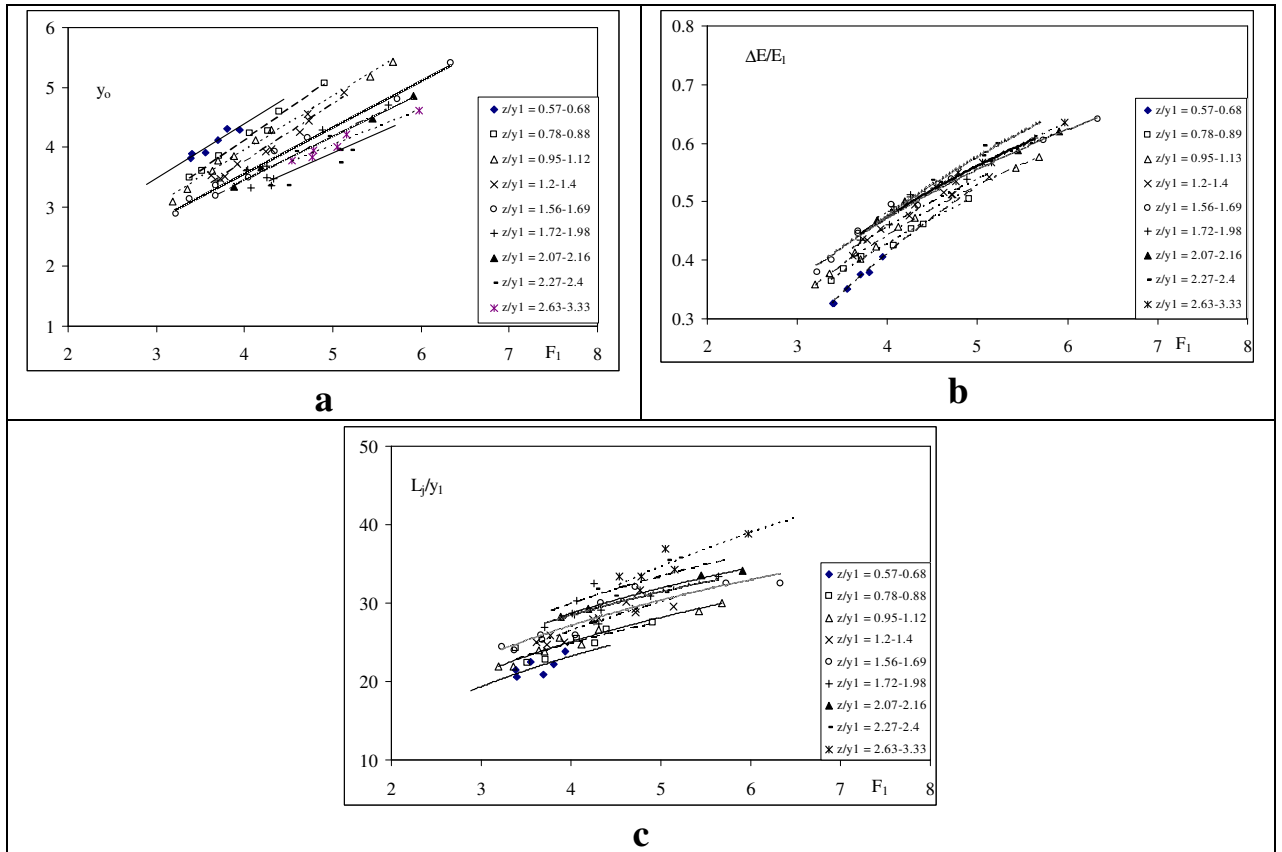 6
5
4
3
2
1
y₀
2 3 4 5 6 7 8
F₁
z/y1 = 0.57-0.68
z/y1 = 0.78-0.88
z/y1 = 0.95-1.12
z/y1 = 1.2-1.4
z/y1 = 1.56-1.69
z/y1 = 1.72-1.98
z/y1 = 2.07-2.16
z/y1 = 2.27-2.4
z/y1 = 2.63-3.33
a
0.8
0.7
0.6
0.5
0.4
0.3
ΔE/E₁
2 3 4 5 6 7 8
F₁
z/y1 = 0.57-0.68
z/y1 = 0.78-0.89
z/y1 = 0.95-1.13
z/y1 = 1.2-1.4
z/y1 = 1.56-1.69
z/y1 = 1.72-1.98
z/y1 = 2.07-2.16
z/y1 = 2.27-2.4
z/y1 = 2.63-3.33
b
50
40
30
20
10
Lj/y₁
2 3 4 5 6 7 8
F₁
z/y1 = 0.57-0.68
z/y1 = 0.78-0.88
z/y1 = 0.95-1.12
z/y1 = 1.2-1.4
z/y1 = 1.56-1.69
z/y1 = 1.72-1.98
z/y1 = 2.07-2.16
z/y1 = 2.27-2.4
z/y1 = 2.63-3.33
c